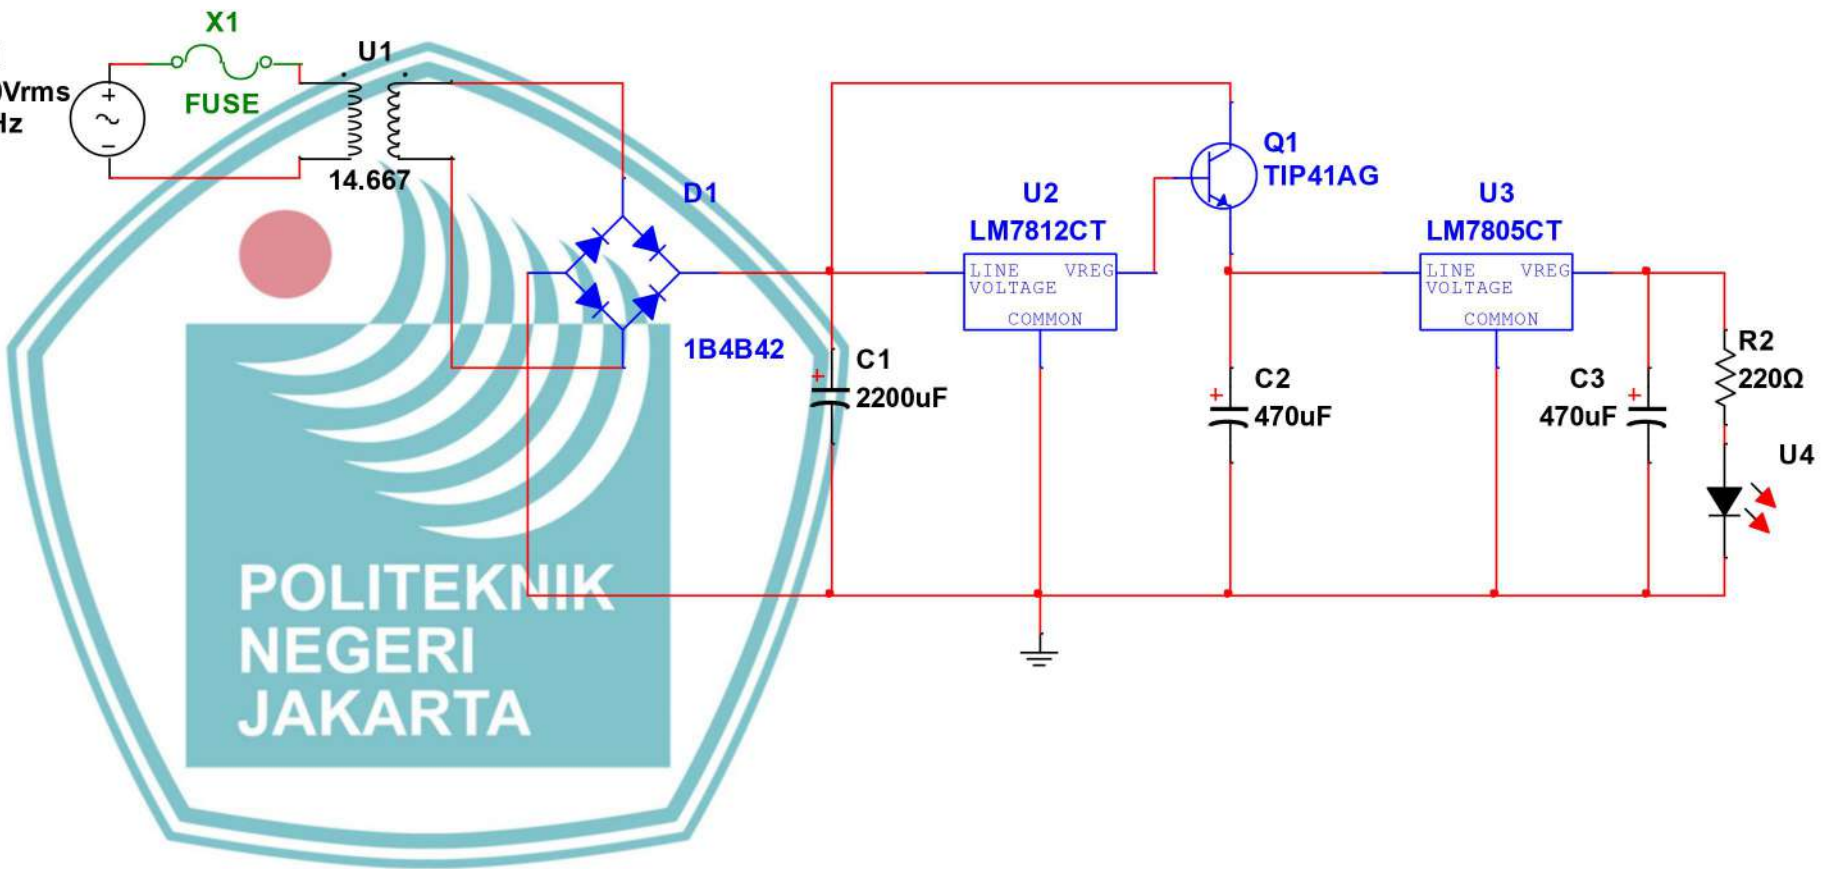 X1
FUSE
Vrms
Hz
U1
14.667
D1
1B4B42
C1
2200uF
U2
LM7812CT
LINE VREG
VOLTAGE
COMMON
Q1
TIP41AG
C2
470uF
U3
LM7805CT
LINE VREG
VOLTAGE
COMMON
C3
470uF
R2
220Ω
U4
POLITEKNIK
NEGERI
JAKARTA